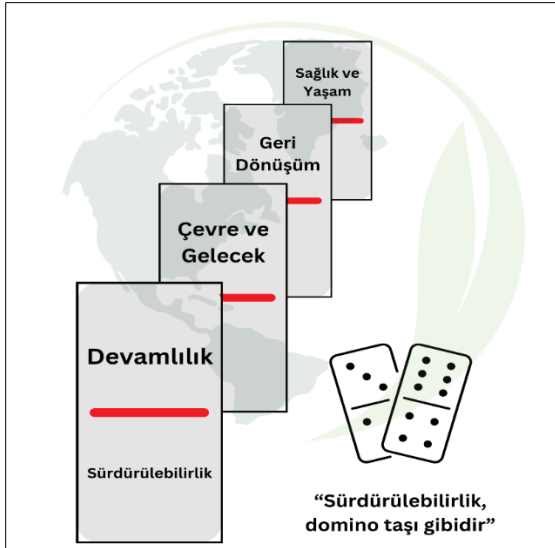 Sağlık ve
Yaşam
Geri
Dönüşüm
Çevre ve
Gelecek
Devamlılık
Sürdürülebilirlik
“Sürdürülebilirlik,
domino taşı gibidir”